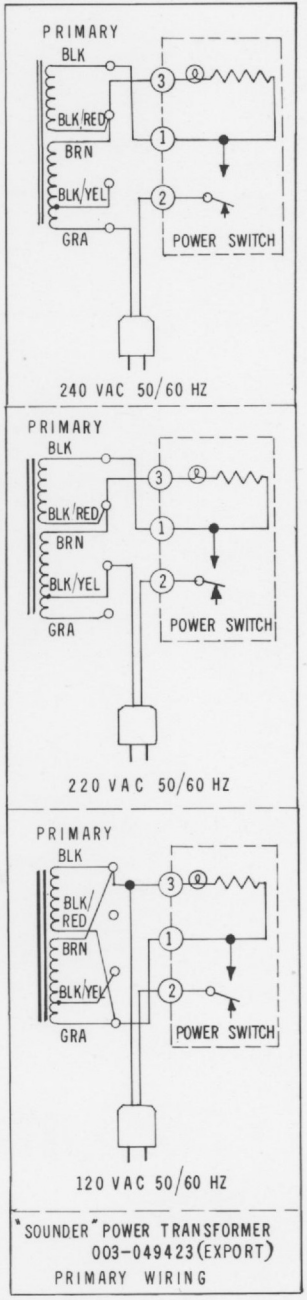 PRIMARY
BLK
3
BLK/RED
1
BRN
BLK/YEL
2
GRA
POWER SWITCH
240 VAC 50/60 HZ
PRIMARY
BLK
3
BLK/RED
1
BRN
BLK/YEL
2
GRA
POWER SWITCH
220 VAC 50/60 HZ
PRIMARY
BLK
3
BLK/
RED
1
BRN
BLK/YEL
2
GRA
POWER SWITCH
120 VAC 50/60 HZ
"SOUNDER" POWER TRANSFORMER
003-049423 (EXPORT)
PRIMARY WIRING